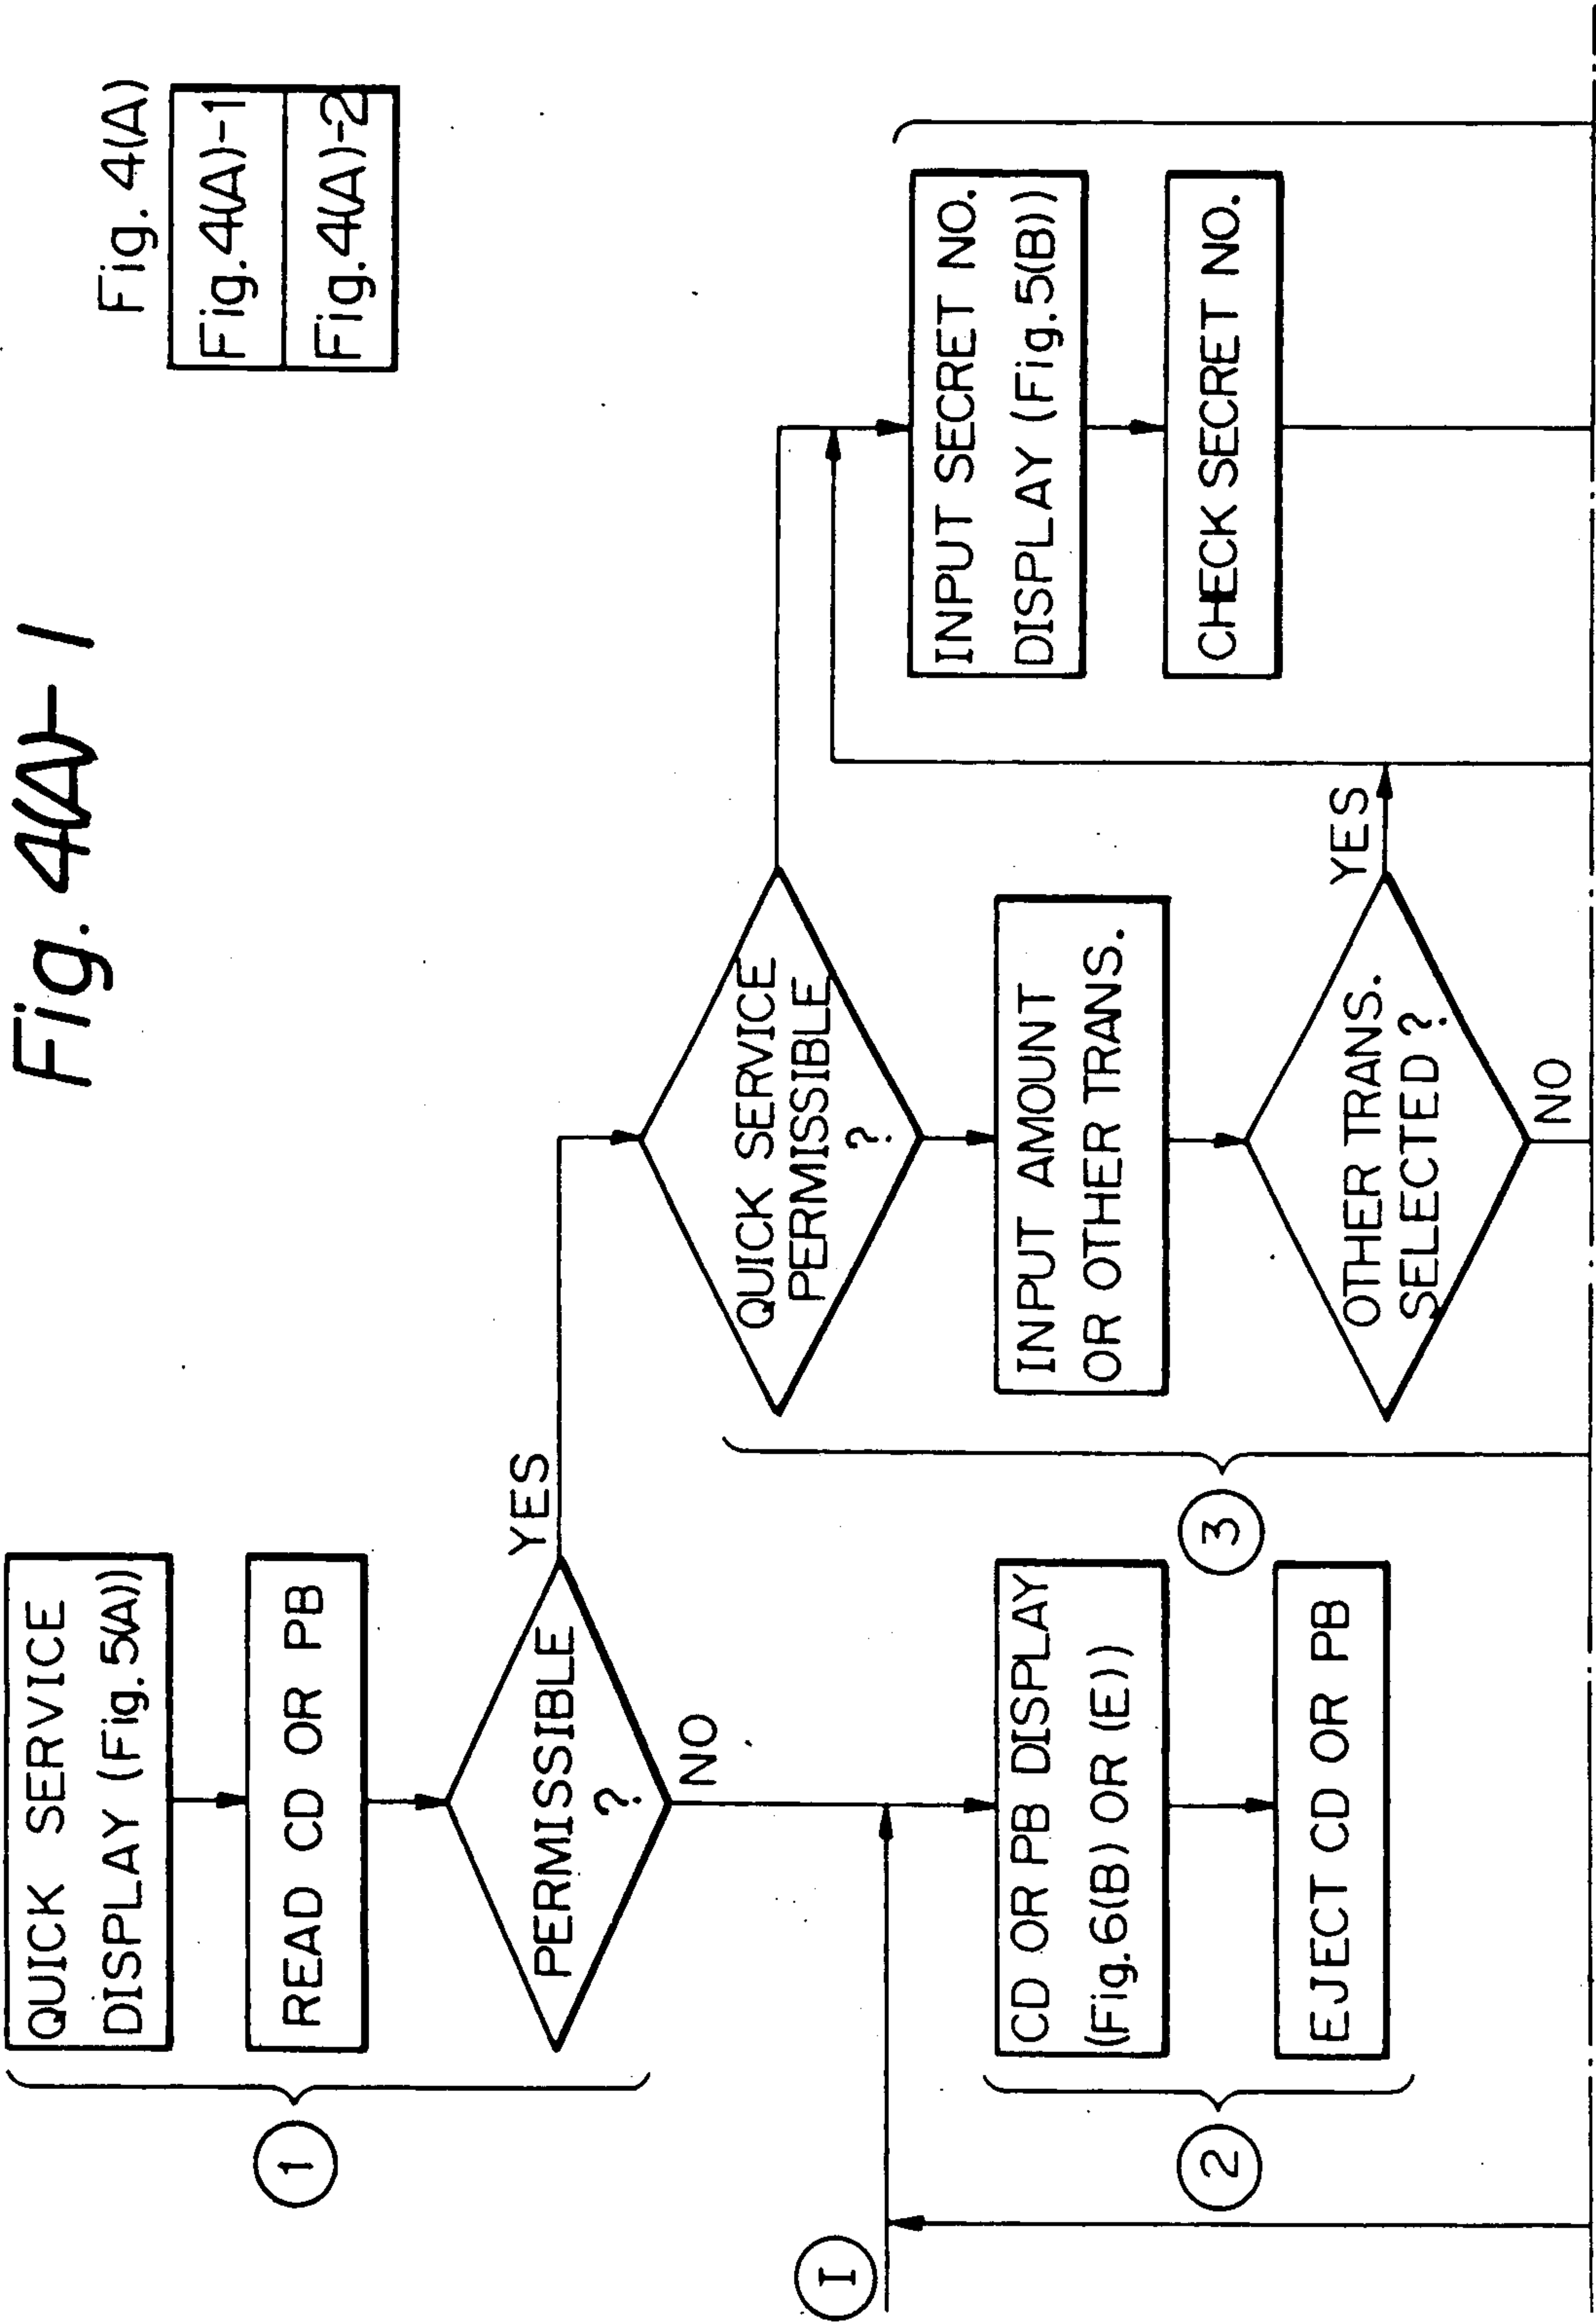 Fig. 4(A)-1
Fig. 4(A)
Fig.4(A)-1
Fig.4(A)-2
QUICK SERVICE
DISPLAY (Fig.5(A))
READ CD OR PB
PERMISSIBLE
?
YES
NO
1
I
CD OR PB DISPLAY
(Fig.6(B) OR (E))
EJECT CD OR PB
2
QUICK SERVICE
PERMISSIBLE
?
INPUT AMOUNT
OR OTHER TRANS.
OTHER TRANS.
SELECTED ?
YES
NO
3
INPUT SECRET NO.
DISPLAY (Fig.5(B))
CHECK SECRET NO.